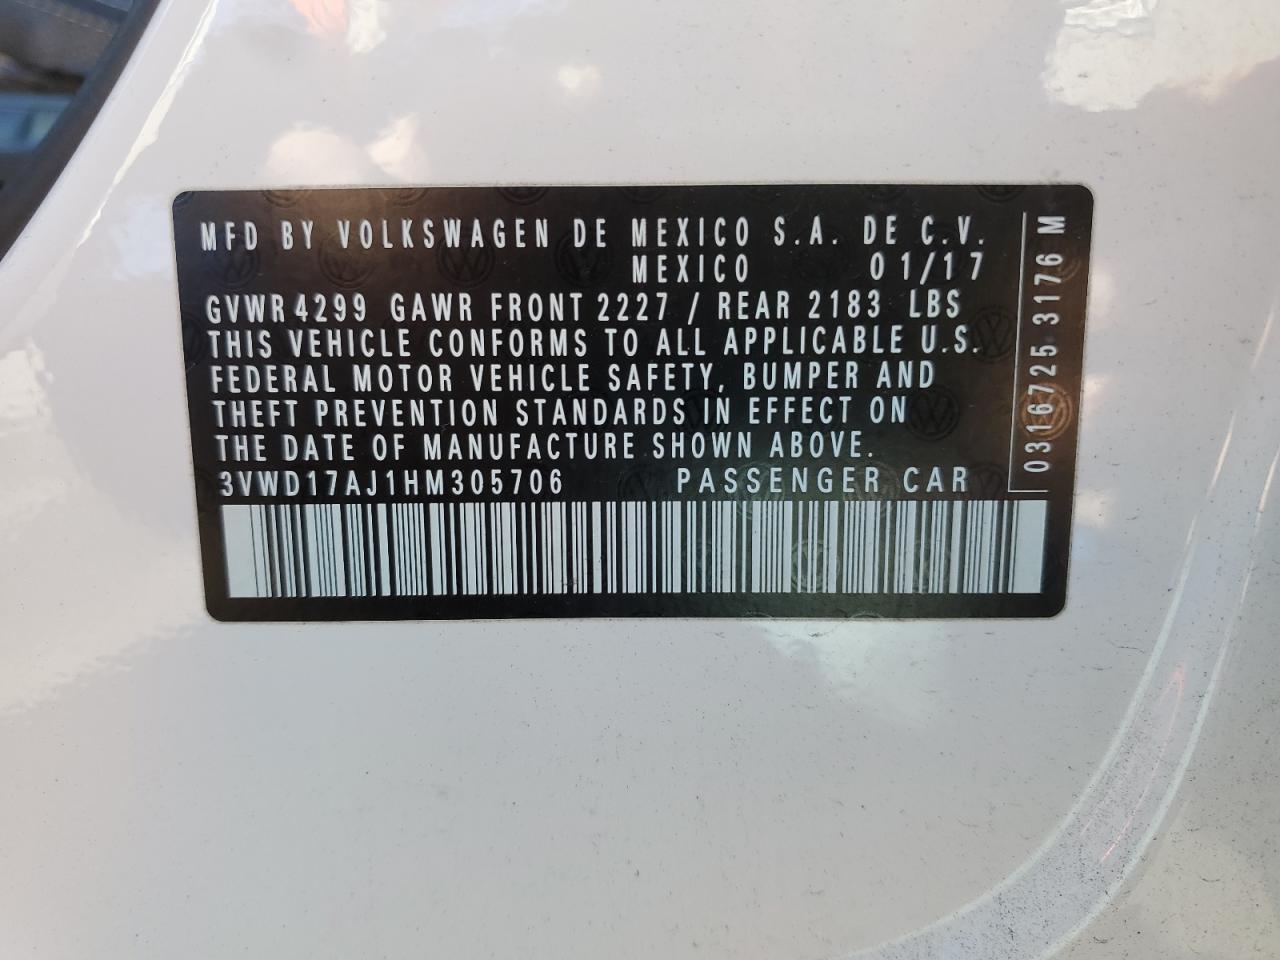 MFD BY VOLKSWAGEN DE MEXICO S.A. DE C.V.
MEXICO 01/17
GVWR 4299 GAWR FRONT 2227 / REAR 2183 LBS
THIS VEHICLE CONFORMS TO ALL APPLICABLE U.S.
FEDERAL MOTOR VEHICLE SAFETY, BUMPER AND
THEFT PREVENTION STANDARDS IN EFFECT ON
THE DATE OF MANUFACTURE SHOWN ABOVE.
3VWD17AJ1HM305706 PASSENGER CAR
0316725 3176 M